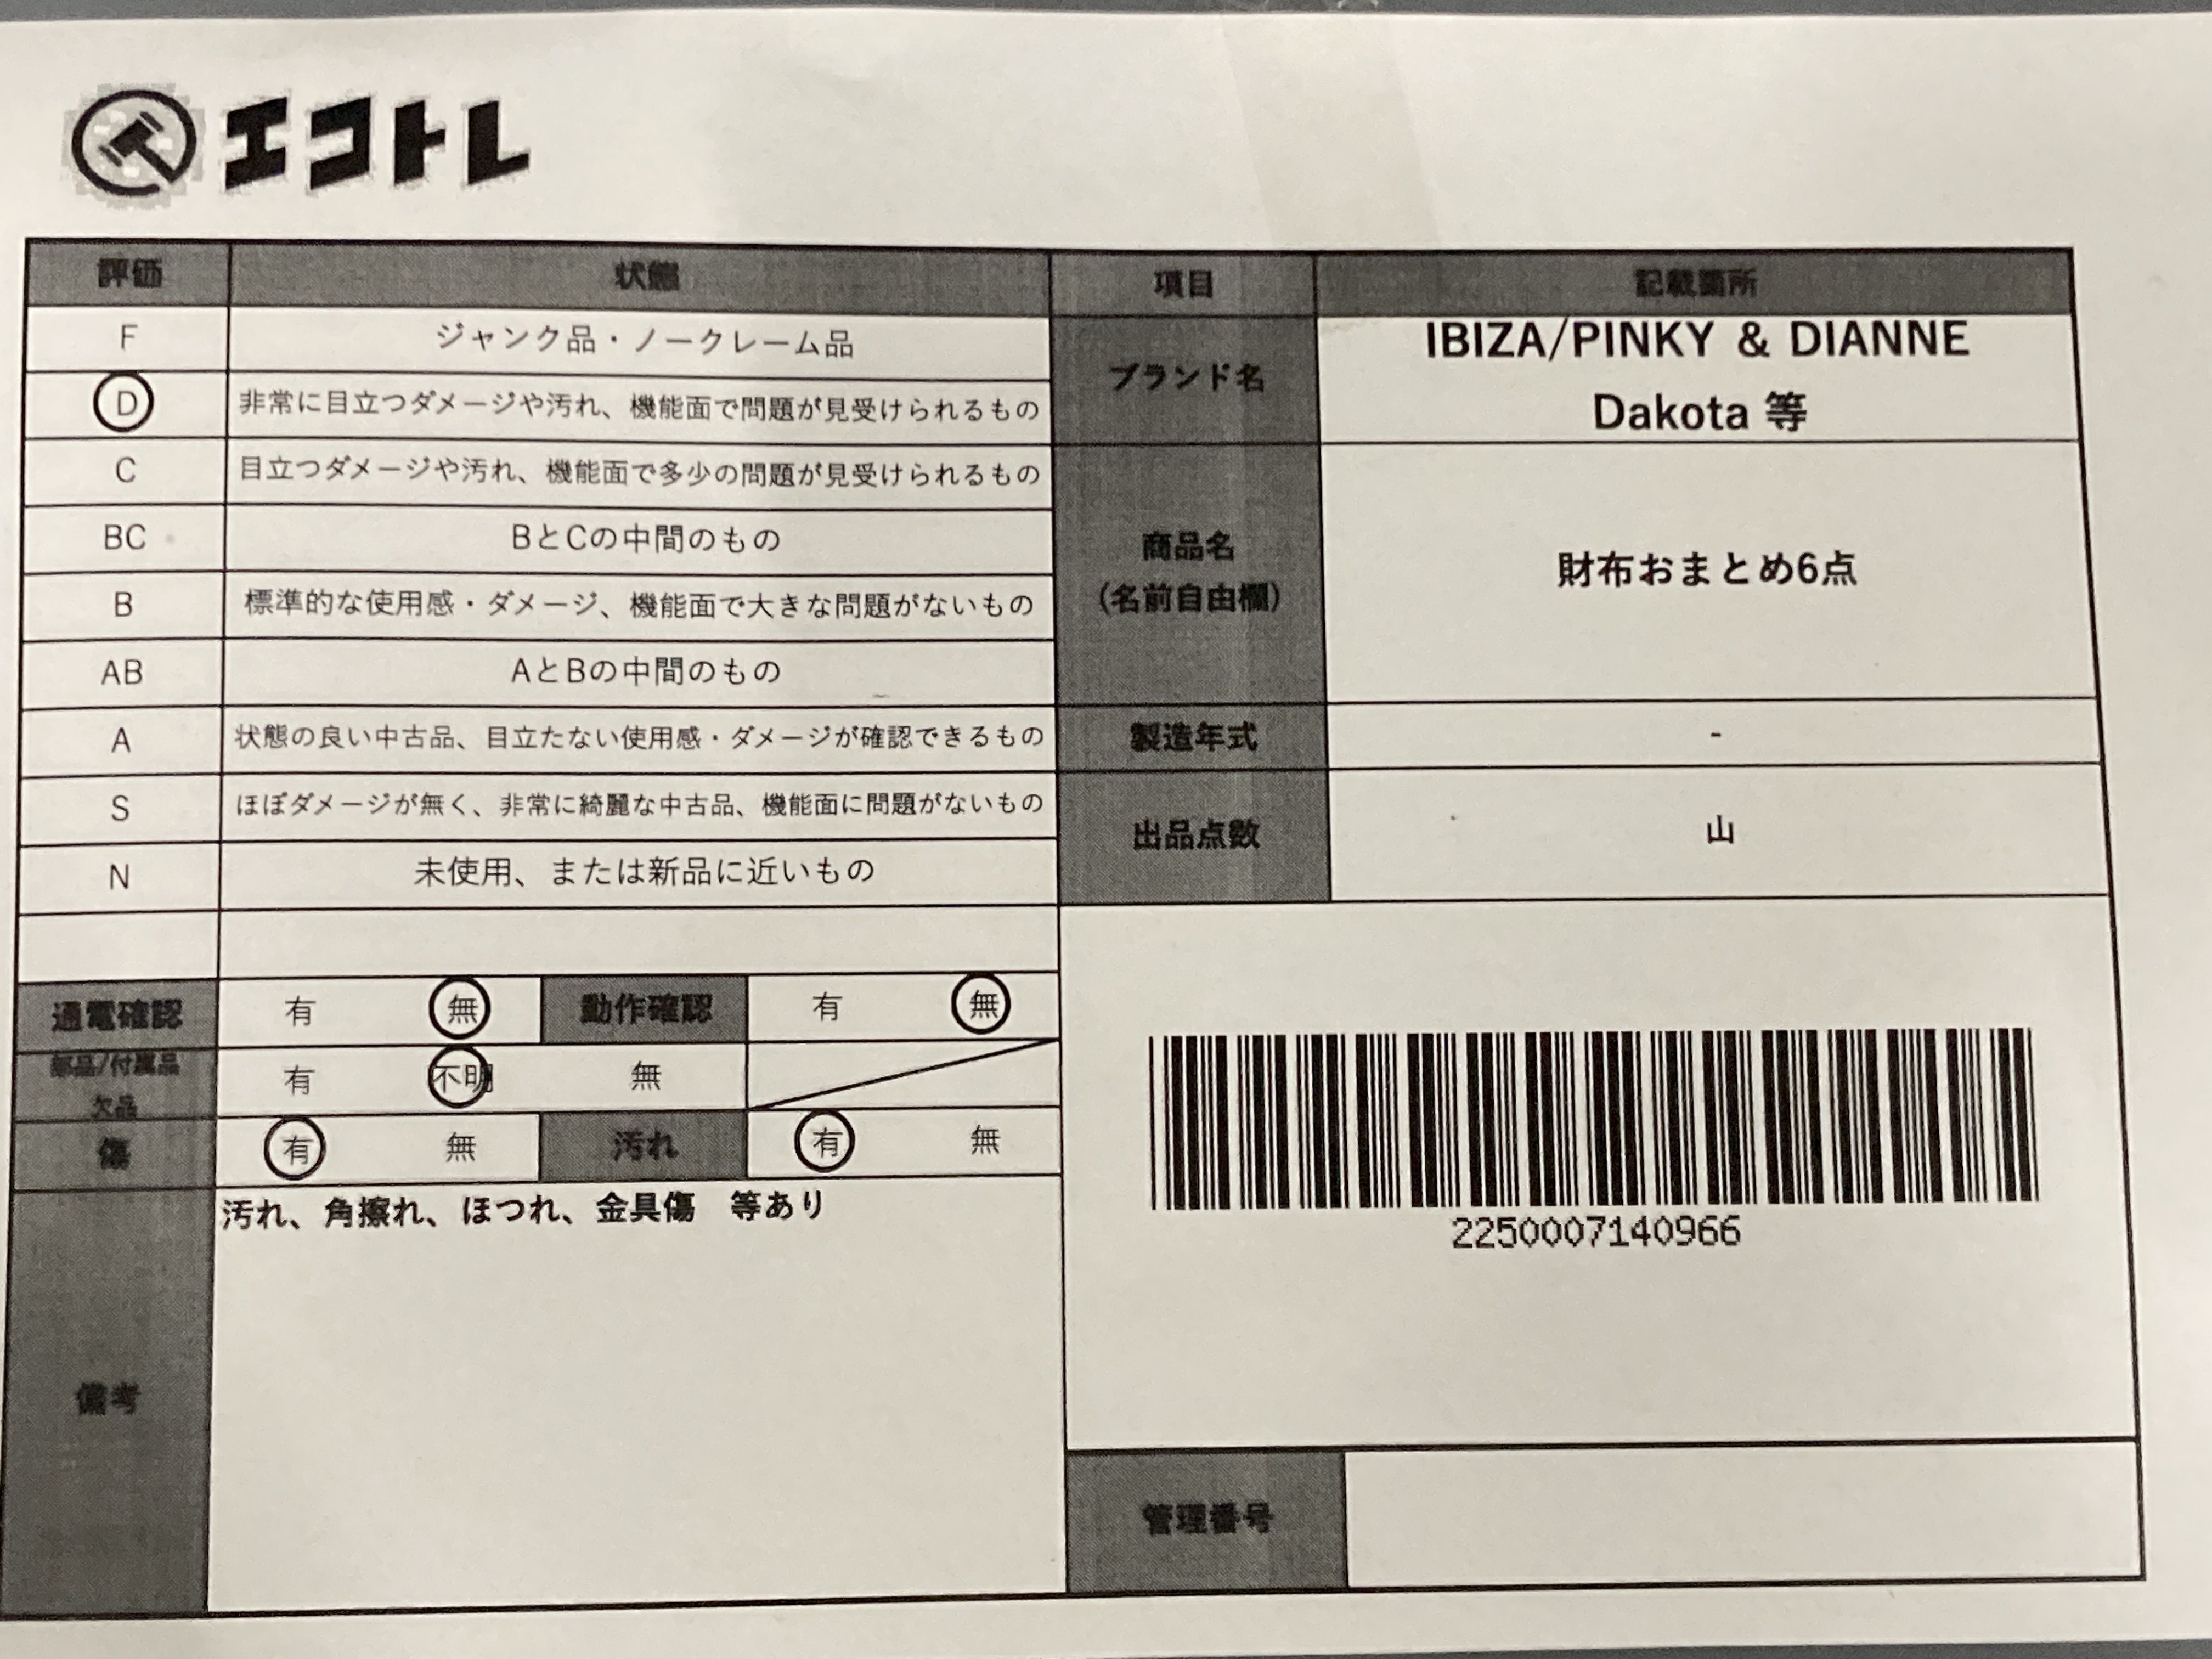 エコトレ
評価 状態 項目 記載箇所
F ジャンク品・ノークレーム品
D 非常に目立つダメージや汚れ、機能面で問題が見受けられるもの
C 目立つダメージや汚れ、機能面で多少の問題が見受けられるもの
BC BとCの中間のもの
B 標準的な使用感・ダメージ、機能面で大きな問題がないもの
AB AとBの中間のもの
A 状態の良い中古品、目立たない使用感・ダメージが確認できるもの
S ほぼダメージが無く、非常に綺麗な中古品、機能面に問題がないもの
N 未使用、または新品に近いもの
通電確認 有 無 動作確認 有 無
部品/付属品
欠品
有 不明 無
傷 有 無 汚れ 有 無
備考
汚れ、角擦れ、ほつれ、金具傷　等あり
ブランド名
IBIZA/PINKY & DIANNE
Dakota 等
商品名
(名前自由欄)
財布おまとめ6点
製造年式 -
出品点数 山
2250007140966
管理番号